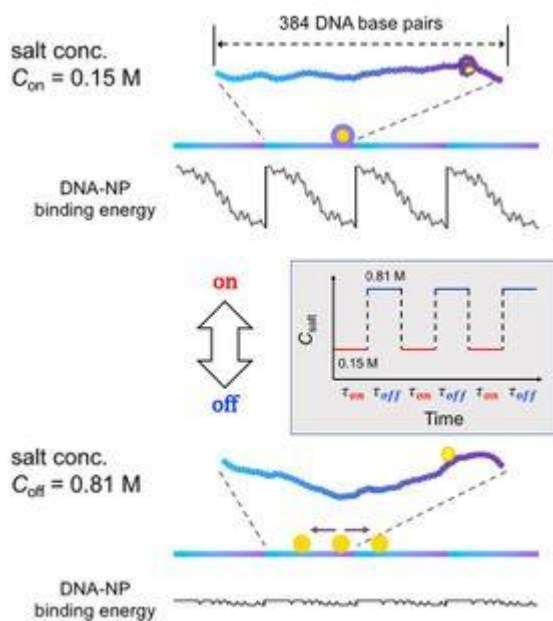 384 DNA base pairs
salt conc.
C_on = 0.15 M
DNA-NP
binding energy
on
off
0.81 M
C_salt
0.15 M
τ_on τ_off τ_on τ_off τ_on τ_off
Time
salt conc.
C_off = 0.81 M
DNA-NP
binding energy